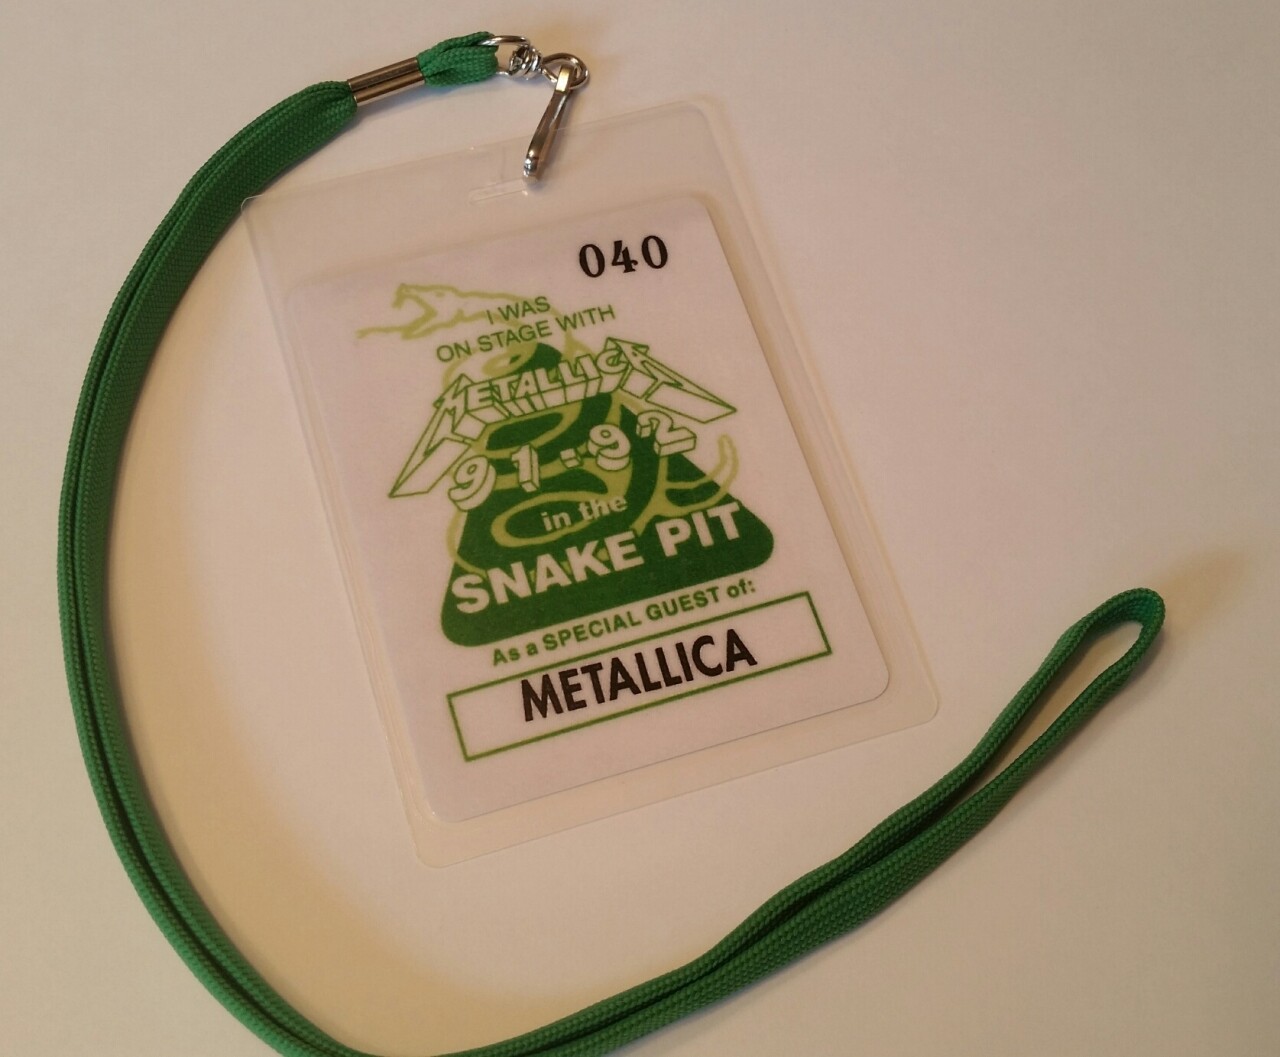 040
I WAS
ON STAGE WITH
METALLICA
91-92
in the
SNAKE PIT
As a SPECIAL GUEST of:
METALLICA